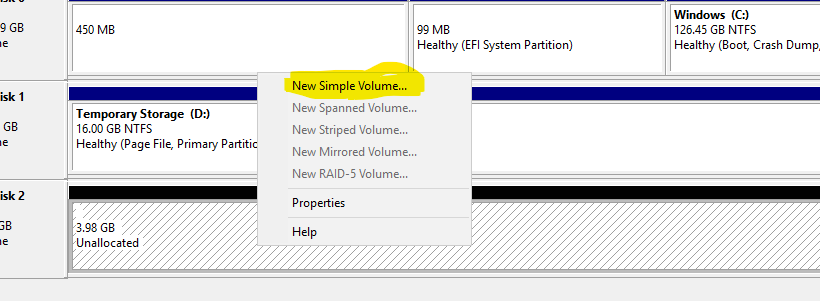 isk 0
9 GB
ne
450 MB
99 MB
Healthy (EFI System Partition)
Windows (C:)
126.45 GB NTFS
Healthy (Boot, Crash Dump,
isk 1
GB
ne
Temporary Storage (D:)
16.00 GB NTFS
Healthy (Page File, Primary Partitio
New Simple Volume...
New Spanned Volume...
New Striped Volume...
New Mirrored Volume...
New RAID-5 Volume...
Properties
Help
isk 2
GB
ne
3.98 GB
Unallocated